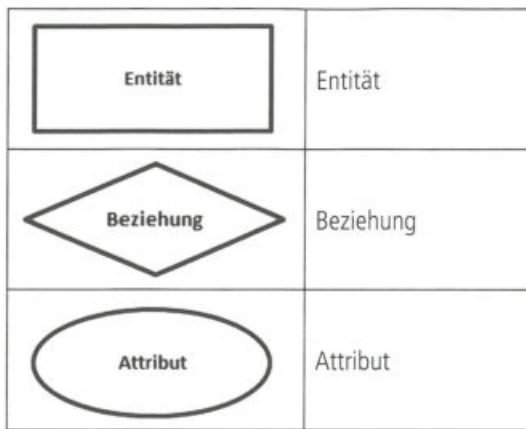 Entität
Entität
Beziehung
Beziehung
Attribut
Attribut